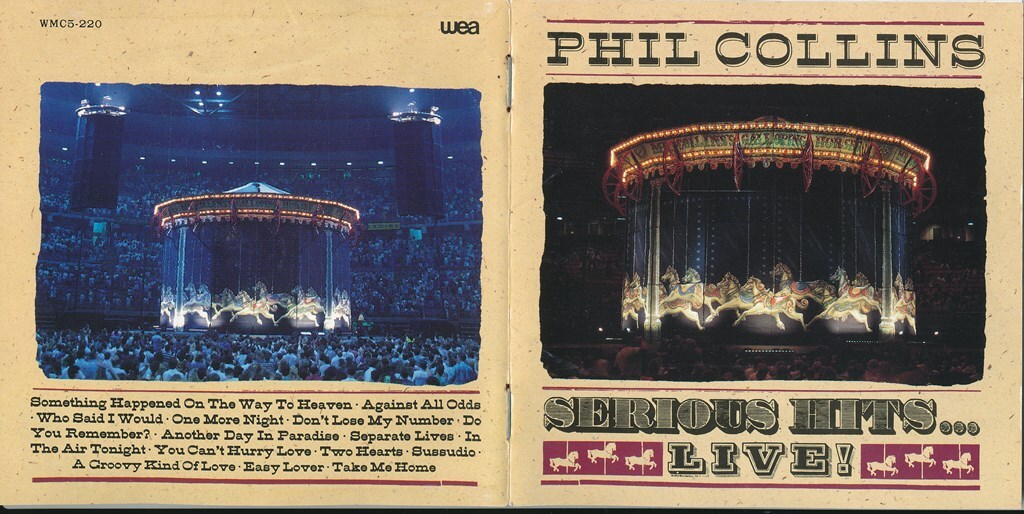 WMC5-220
wea
Something Happened On The Way To Heaven · Against All Odds
· Who Said I Would · One More Night · Don't Lose My Number · Do
You Remember? · Another Day In Paradise · Separate Lives · In
The Air Tonight · You Can't Hurry Love · Two Hearts · Sussudio ·
A Groovy Kind Of Love · Easy Lover · Take Me Home
PHIL COLLINS
SERIOUS HITS...
LIVE!